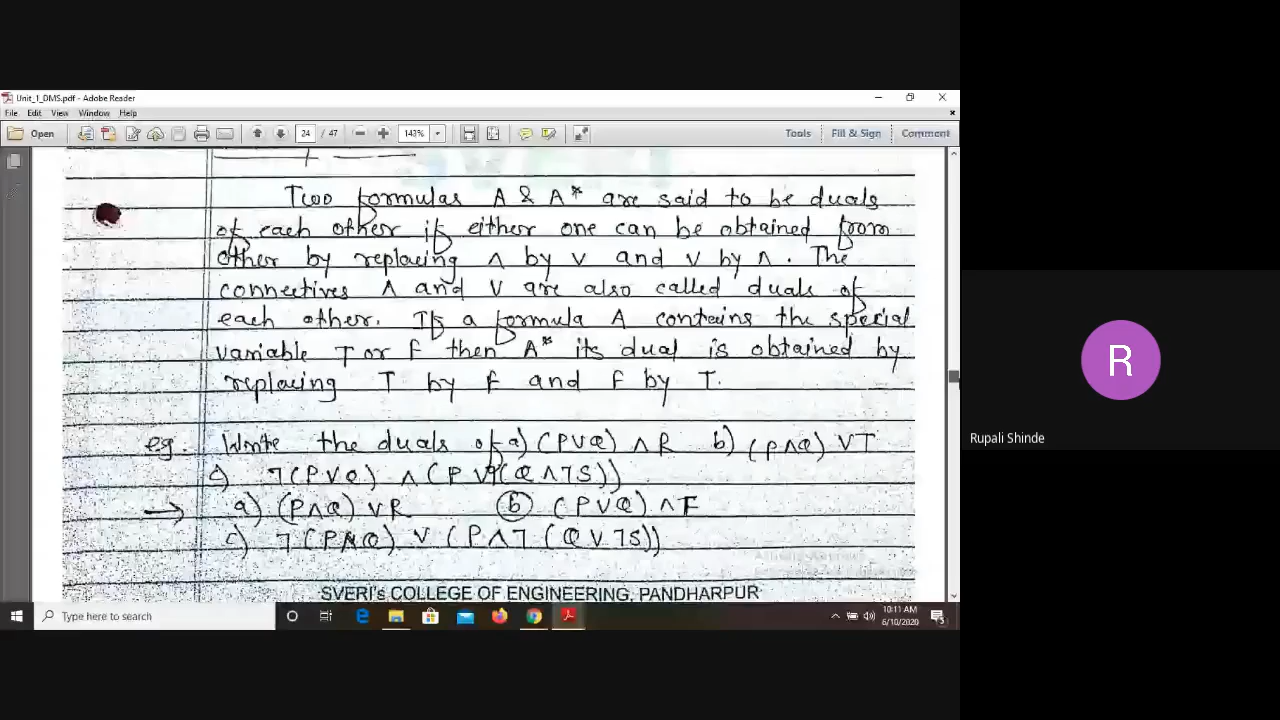 Unit_1_DMS.pdf - Adobe Reader
File Edit View Window Help
Open 24 / 47 143% Tools Fill & Sign Comment
Two formulas A & A* are said to be duals
of each other if either one can be obtained from
other by replacing ∧ by ∨ and ∨ by ∧. The
connectives ∧ and ∨ are also called duals of
each other. If a formula A contains the special
variable T or F then A* its dual is obtained by
replacing T by F and F by T.
eg. Write the duals of a) (P∨Q) ∧ R b) (P∧Q) ∨ T
c) ¬(P∨Q) ∧ (P∨¬(Q∧¬S))
→ a) (P∧Q) ∨ R b) (P∨Q) ∧ F
c) ¬(P∧Q) ∨ (P∧¬(Q∨¬S))
SVERI's COLLEGE OF ENGINEERING, PANDHARPUR
Type here to search
10:11 AM
6/10/2020
R
Rupali Shinde